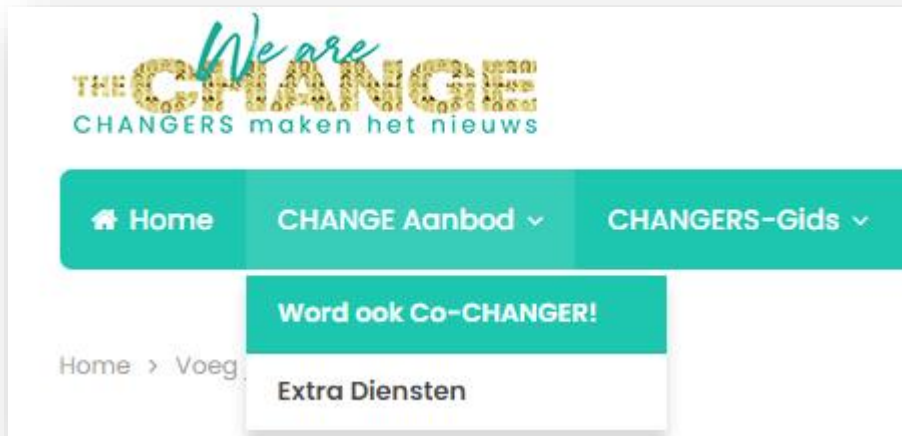 We are
THE CHANGE
CHANGERS maken het nieuws
Home
CHANGE Aanbod
CHANGERS-Gids
Word ook Co-CHANGER!
Home > Voeg
Extra Diensten